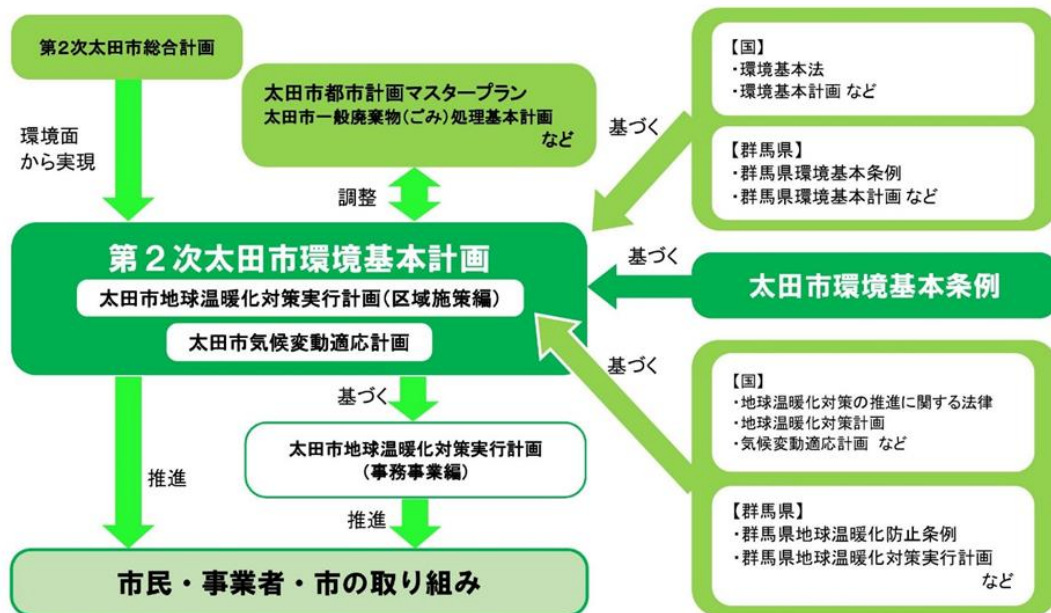 第2次太田市総合計画
環境面
から実現
太田市都市計画マスタープラン
太田市一般廃棄物(ごみ)処理基本計画
など
調整
基づく
【国】
・環境基本法
・環境基本計画 など
【群馬県】
・群馬県環境基本条例
・群馬県環境基本計画 など
第2次太田市環境基本計画
太田市地球温暖化対策実行計画(区域施策編)
太田市気候変動適応計画
基づく
太田市環境基本条例
基づく
【国】
・地球温暖化対策の推進に関する法律
・地球温暖化対策計画
・気候変動適応計画 など
【群馬県】
・群馬県地球温暖化防止条例
・群馬県地球温暖化対策実行計画
など
基づく
太田市地球温暖化対策実行計画
(事務事業編)
推進
推進
市民・事業者・市の取り組み